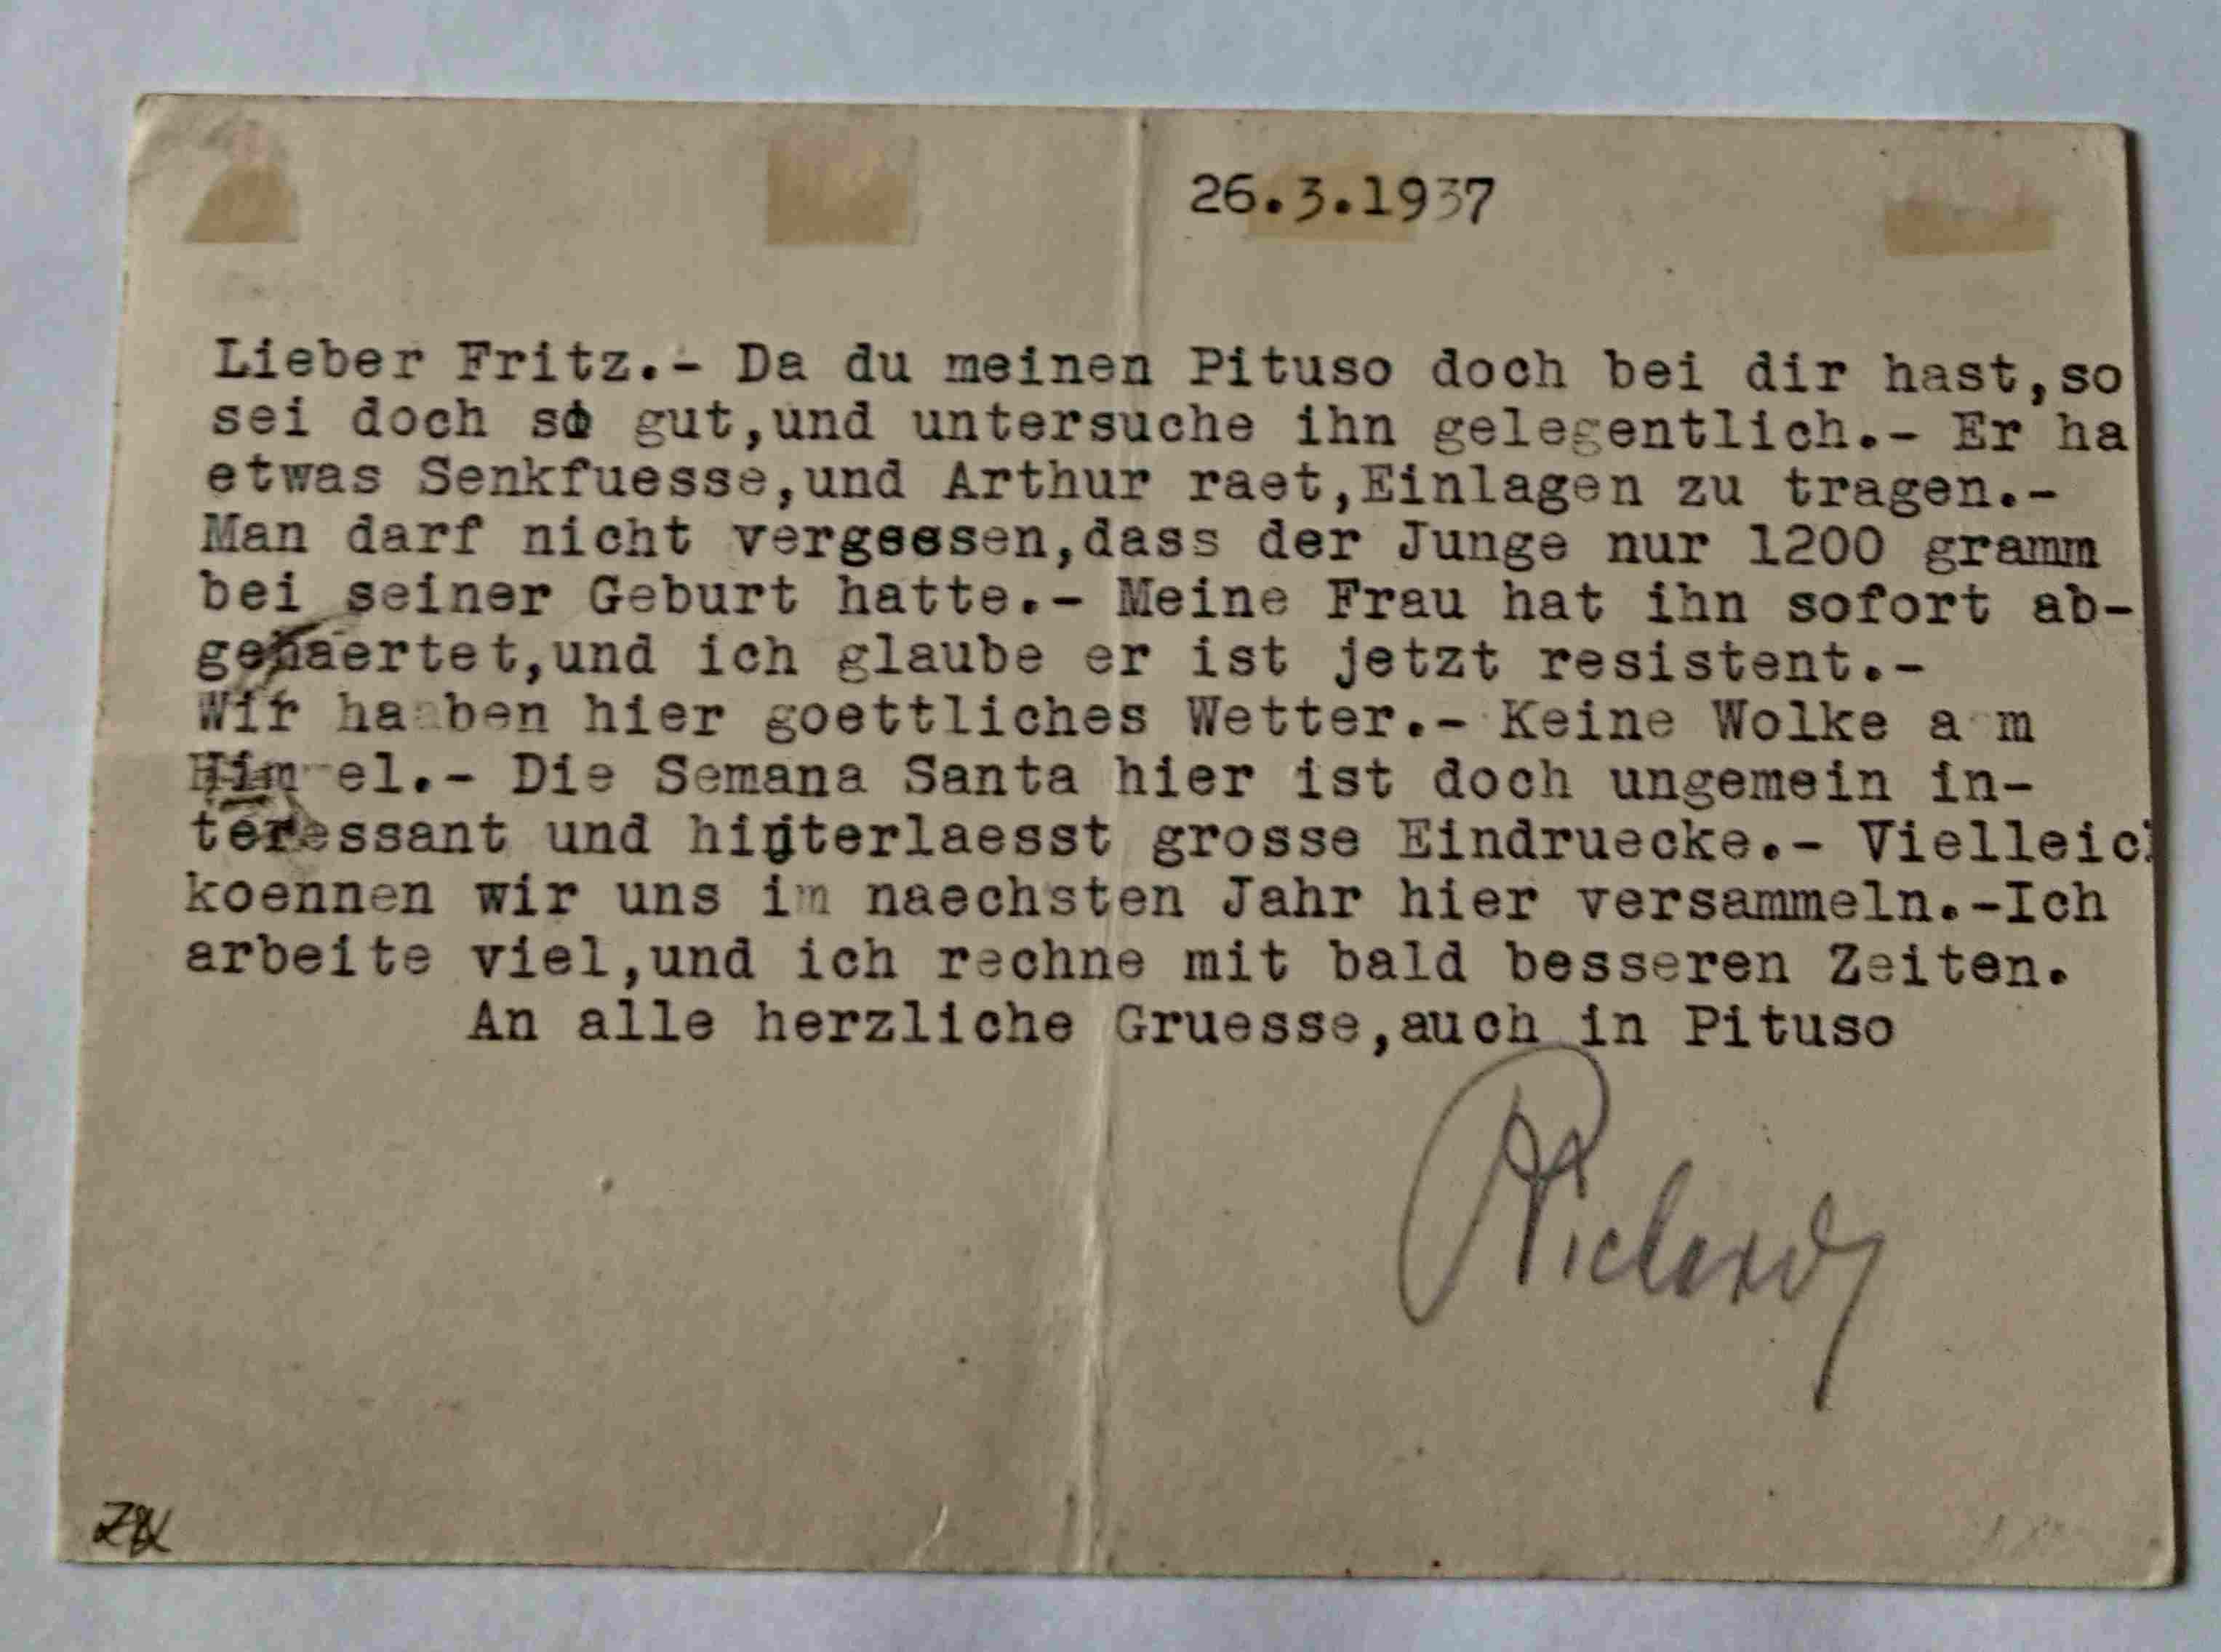 26.3.1937
Lieber Fritz.- Da du meinen Pituso doch bei dir hast,so
sei doch so gut,und untersuche ihn gelegentlich.- Er ha
etwas Senkfuesse,und Arthur raet,Einlagen zu tragen.-
Man darf nicht vergessen,dass der Junge nur 1200 gramm
bei seiner Geburt hatte.- Meine Frau hat ihn sofort ab-
gehaertet,und ich glaube er ist jetzt resistent.-
Wir haben hier goettliches Wetter.- Keine Wolke a m
Himmel.- Die Semana Santa hier ist doch ungemein in-
teressant und hinterlaesst grosse Eindruecke.- Vielleic
koennen wir uns im naechsten Jahr hier versammeln.-Ich
arbeite viel,und ich rechne mit bald besseren Zeiten.
An alle herzliche Gruesse,auch in Pituso
Richard